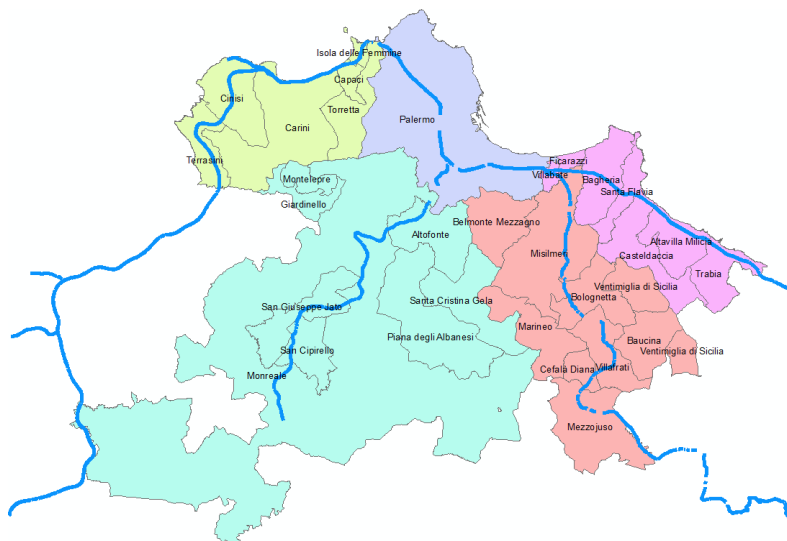 Isola delle Femmine
Capaci
Cinisi
Torretta
Carini
Palermo
Terrasini
Ficarazzi
Villabate
Bagheria
Montelepre
Santa Flavia
Giardinello
Belmonte Mezzagno
Altofonte
Altavilla Milicia
Misilmeri
Casteldaccia
Trabia
Ventimiglia di Sicilia
Bolognetta
Santa Cristina Gela
San Giuseppe Jato
Marineo
Piana degli Albanesi
Baucina
San Cipirello
Ventimiglia di Sicilia
Villafrati
Cefalà Diana
Monreale
Mezzojuso